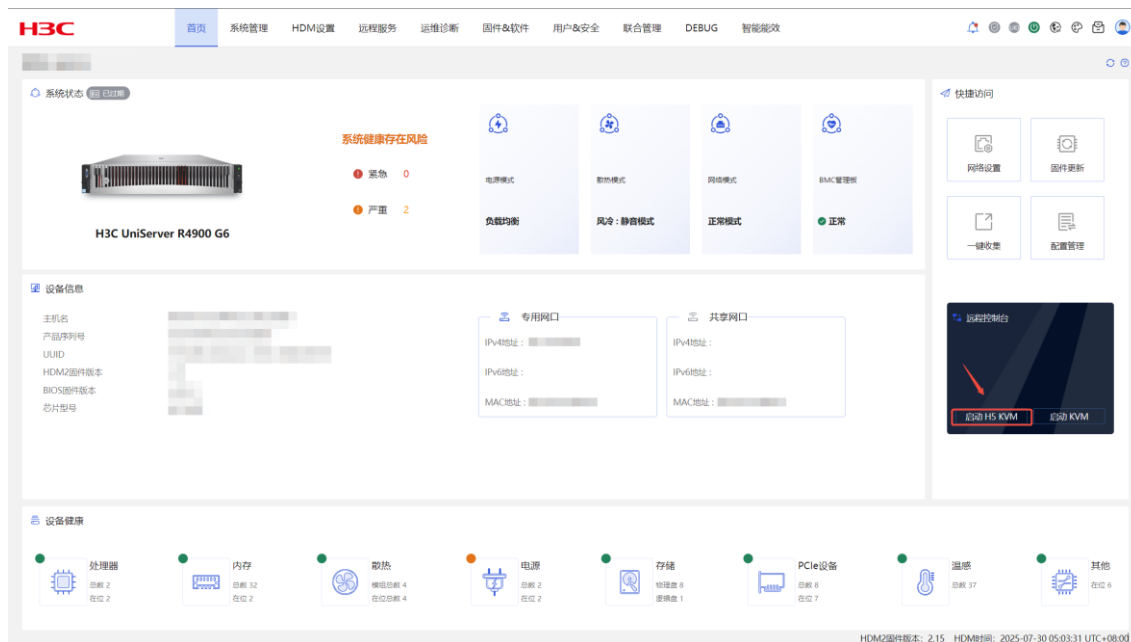 H3C
首页 系统管理 HDM设置 远程服务 运维诊断 固件&软件 用户&安全 联合管理 DEBUG 智能能效
系统状态 已过期
系统健康存在风险
紧急 0
严重 2
H3C UniServer R4900 G6
电源模式
负载均衡
散热模式
风冷：静音模式
网络模式
正常模式
BMC管理板
正常
快捷访问
网络设置
固件更新
一键收集
配置管理
设备信息
主机名
产品序列号
UUID
HDM2固件版本
BIOS固件版本
芯片型号
专用网口
IPv4地址：
IPv6地址：
MAC地址：
共享网口
IPv4地址：
IPv6地址：
MAC地址：
远程控制台
启动 H5 KVM 启动 KVM
设备健康
处理器
总数 2
在位 2
内存
总数 32
在位 2
散热
模组总数 4
在位总数 4
电源
总数 2
在位 2
存储
物理盘 8
逻辑盘 1
PCIe设备
总数 8
在位 7
温感
总数 37
其他
在位 6
HDM2固件版本：2.15 HDM时间：2025-07-30 05:03:31 UTC+08:00